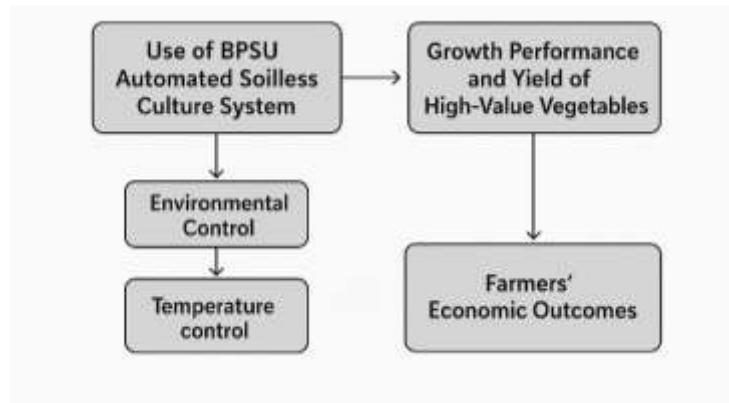 Use of BPSU
Automated Soilless
Culture System
Growth Performance
and Yield of
High-Value Vegetables
Environmental
Control
Temperature
control
Farmers'
Economic Outcomes